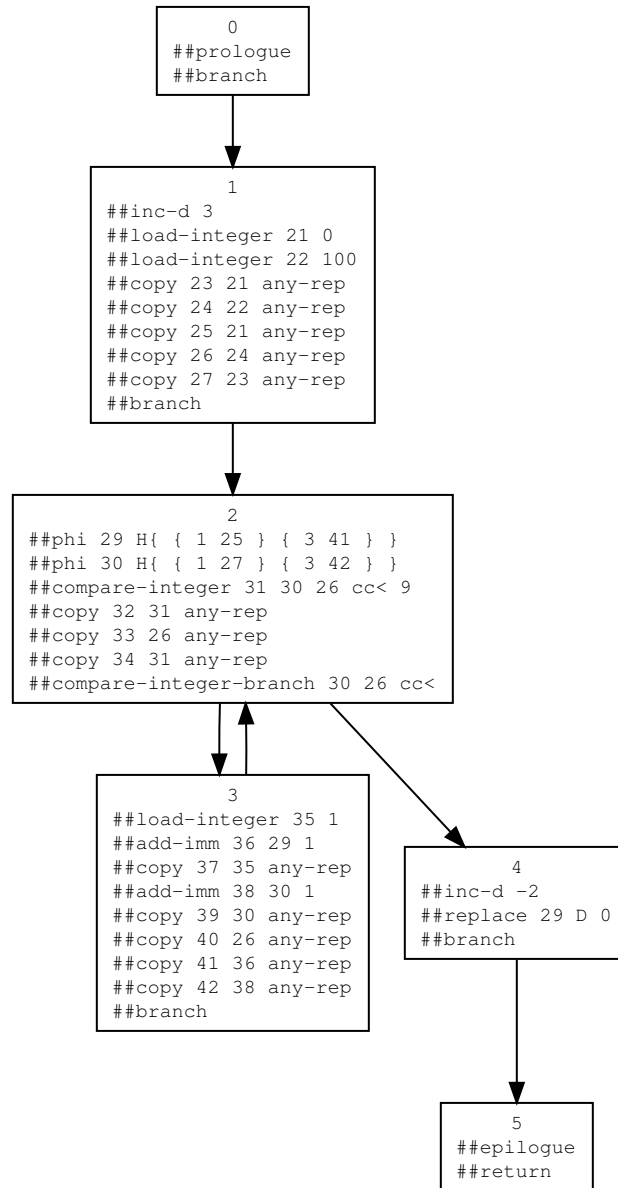 0
##prologue
##branch
1
##inc-d 3
##load-integer 21 0
##load-integer 22 100
##copy 23 21 any-rep
##copy 24 22 any-rep
##copy 25 21 any-rep
##copy 26 24 any-rep
##copy 27 23 any-rep
##branch
2
##phi 29 H{ { 1 25 } { 3 41 } }
##phi 30 H{ { 1 27 } { 3 42 } }
##compare-integer 31 30 26 cc< 9
##copy 32 31 any-rep
##copy 33 26 any-rep
##copy 34 31 any-rep
##compare-integer-branch 30 26 cc<
3
##load-integer 35 1
##add-imm 36 29 1
##copy 37 35 any-rep
##add-imm 38 30 1
##copy 39 30 any-rep
##copy 40 26 any-rep
##copy 41 36 any-rep
##copy 42 38 any-rep
##branch
4
##inc-d -2
##replace 29 D 0
##branch
5
##epilogue
##return